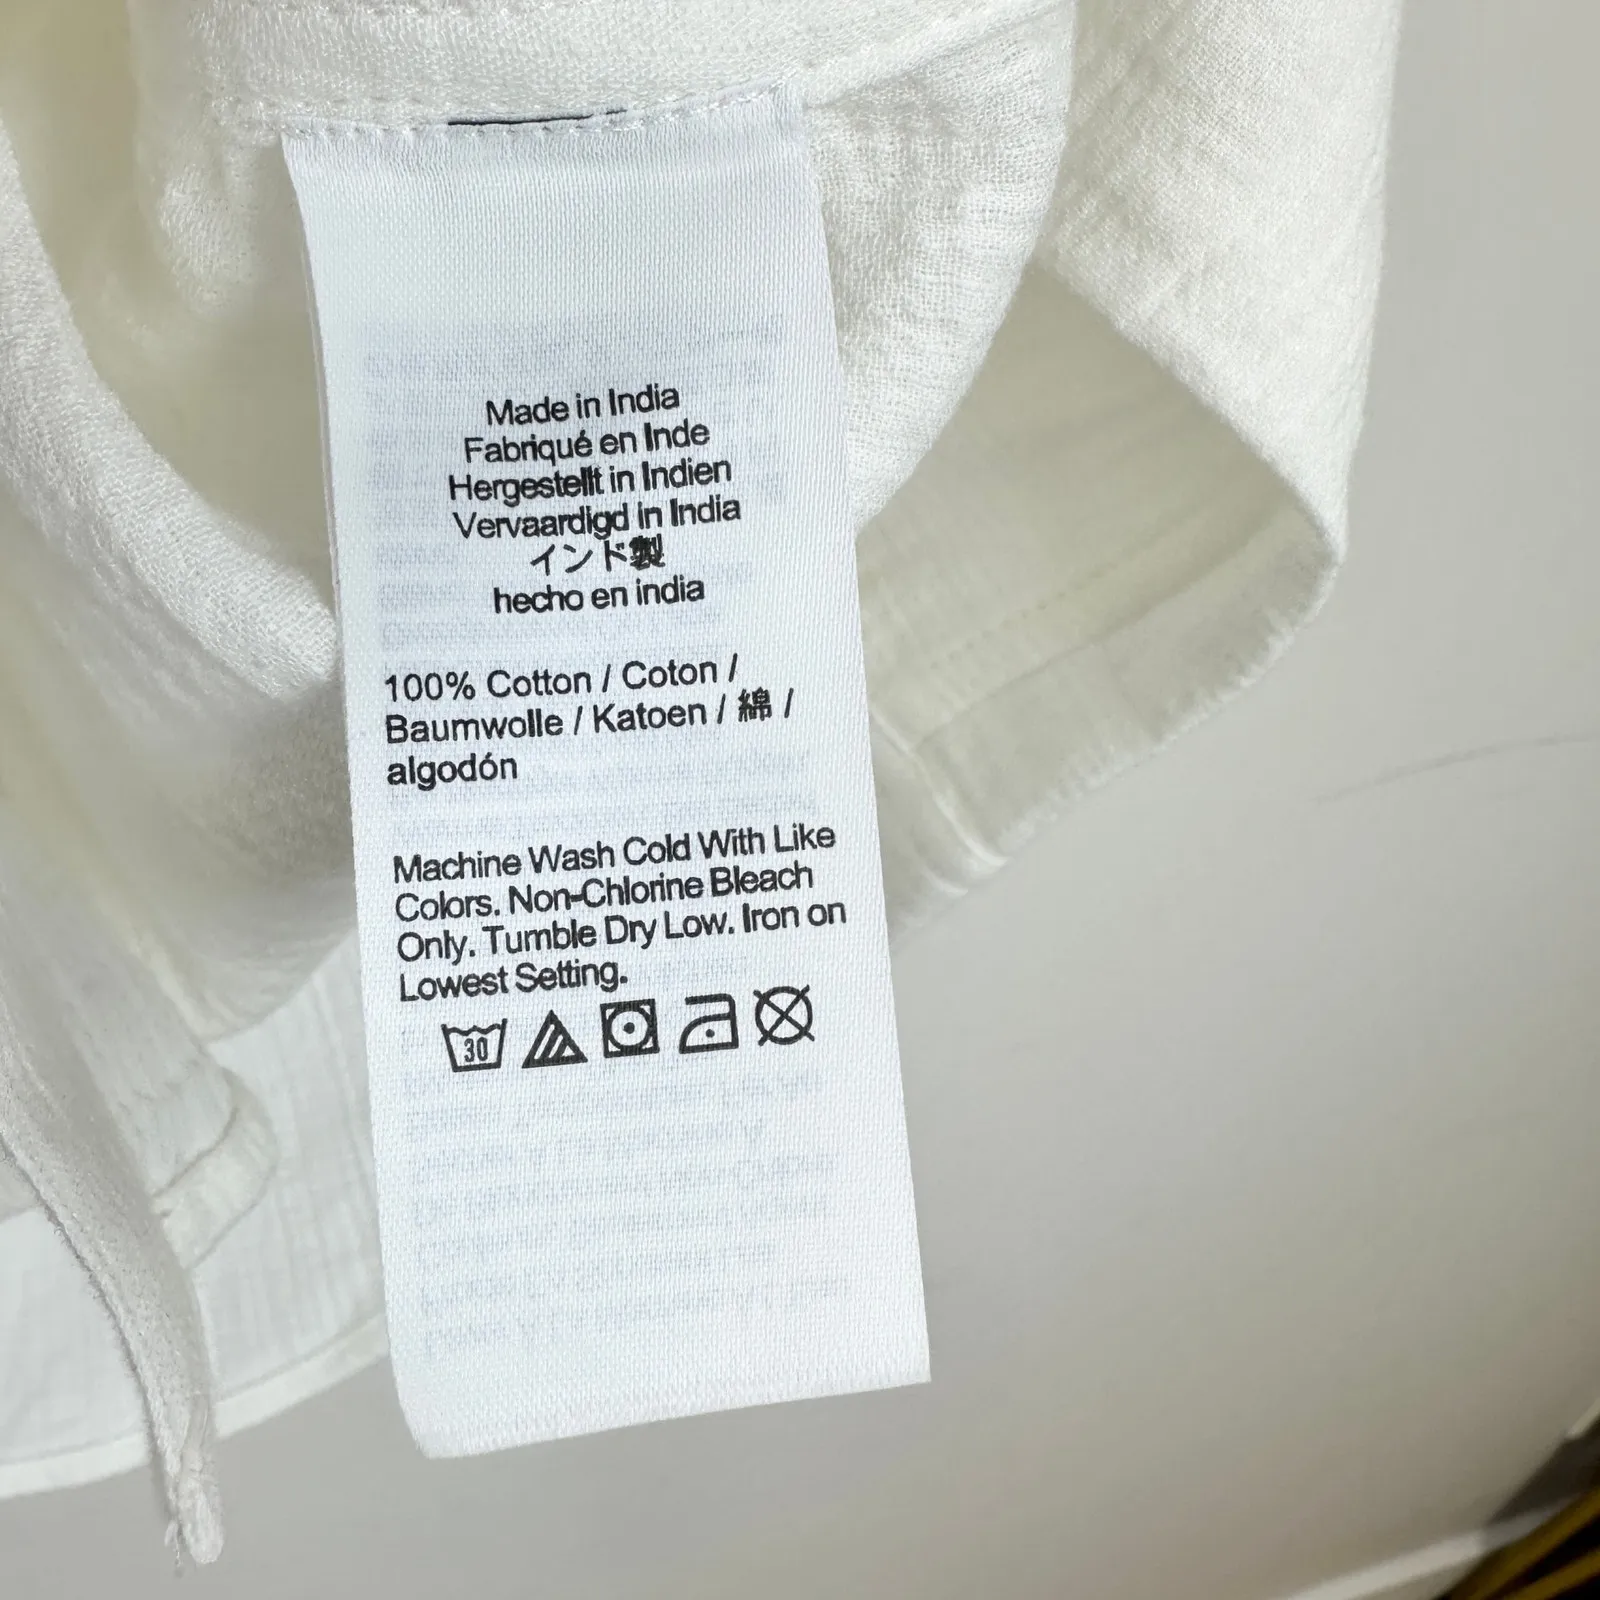 Made in India
Fabriqué en Inde
Hergestellt in Indien
Vervaardigd in India
インド製
hecho en india
100% Cotton / Coton /
Baumwolle / Katoen / 綿 /
algodón
Machine Wash Cold With Like
Colors. Non-Chlorine Bleach
Only. Tumble Dry Low. Iron on
Lowest Setting.
30